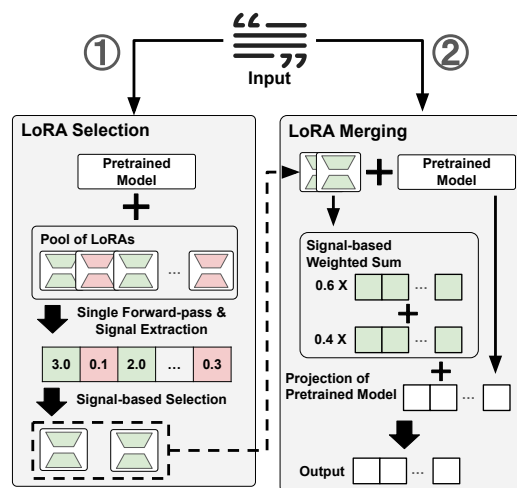 ①
②
Input
LoRA Selection
Pretrained
Model
+
Pool of LoRAs
...
Single Forward-pass &
Signal Extraction
3.0 0.1 2.0 ... 0.3
Signal-based Selection
LoRA Merging
+
Pretrained
Model
Signal-based
Weighted Sum
0.6 X ...
+
0.4 X ...
+
Projection of
Pretrained Model ...
Output ...